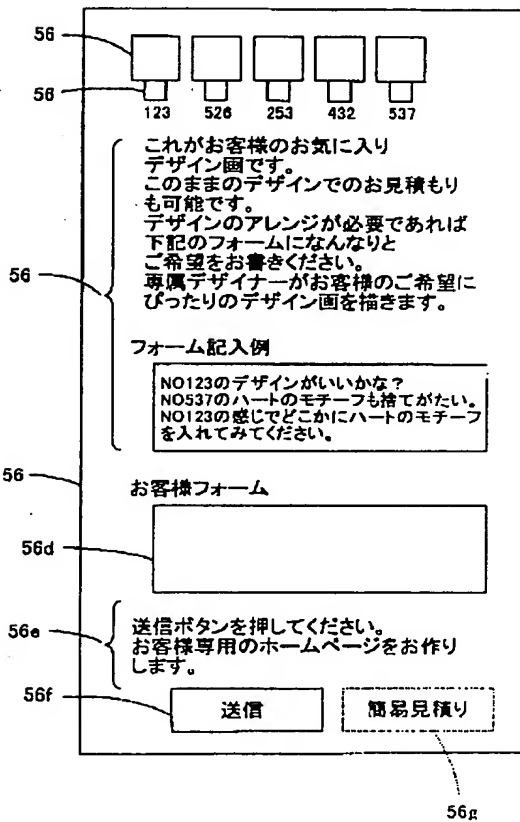 56
56
123 526 253 432 537
これがお客様のお気に入り
デザイン画です。
このままのデザインでのお見積もり
も可能です。
デザインのアレンジが必要であれば
下記のフォームになんなりと
ご希望をお書きください。
専属デザイナーがお客様のご希望に
ぴったりのデザイン画を描きます。
56
フォーム記入例
NO123のデザインがいいかな?
NO537のハートのモチーフも捨てがたい。
NO123の感じでどこかにハートのモチーフ
を入れてみてください。
56
お客様フォーム
56d
56e
送信ボタンを押してください。
お客様専用のホームページをお作り
します。
56f
送信 簡易見積り
56g